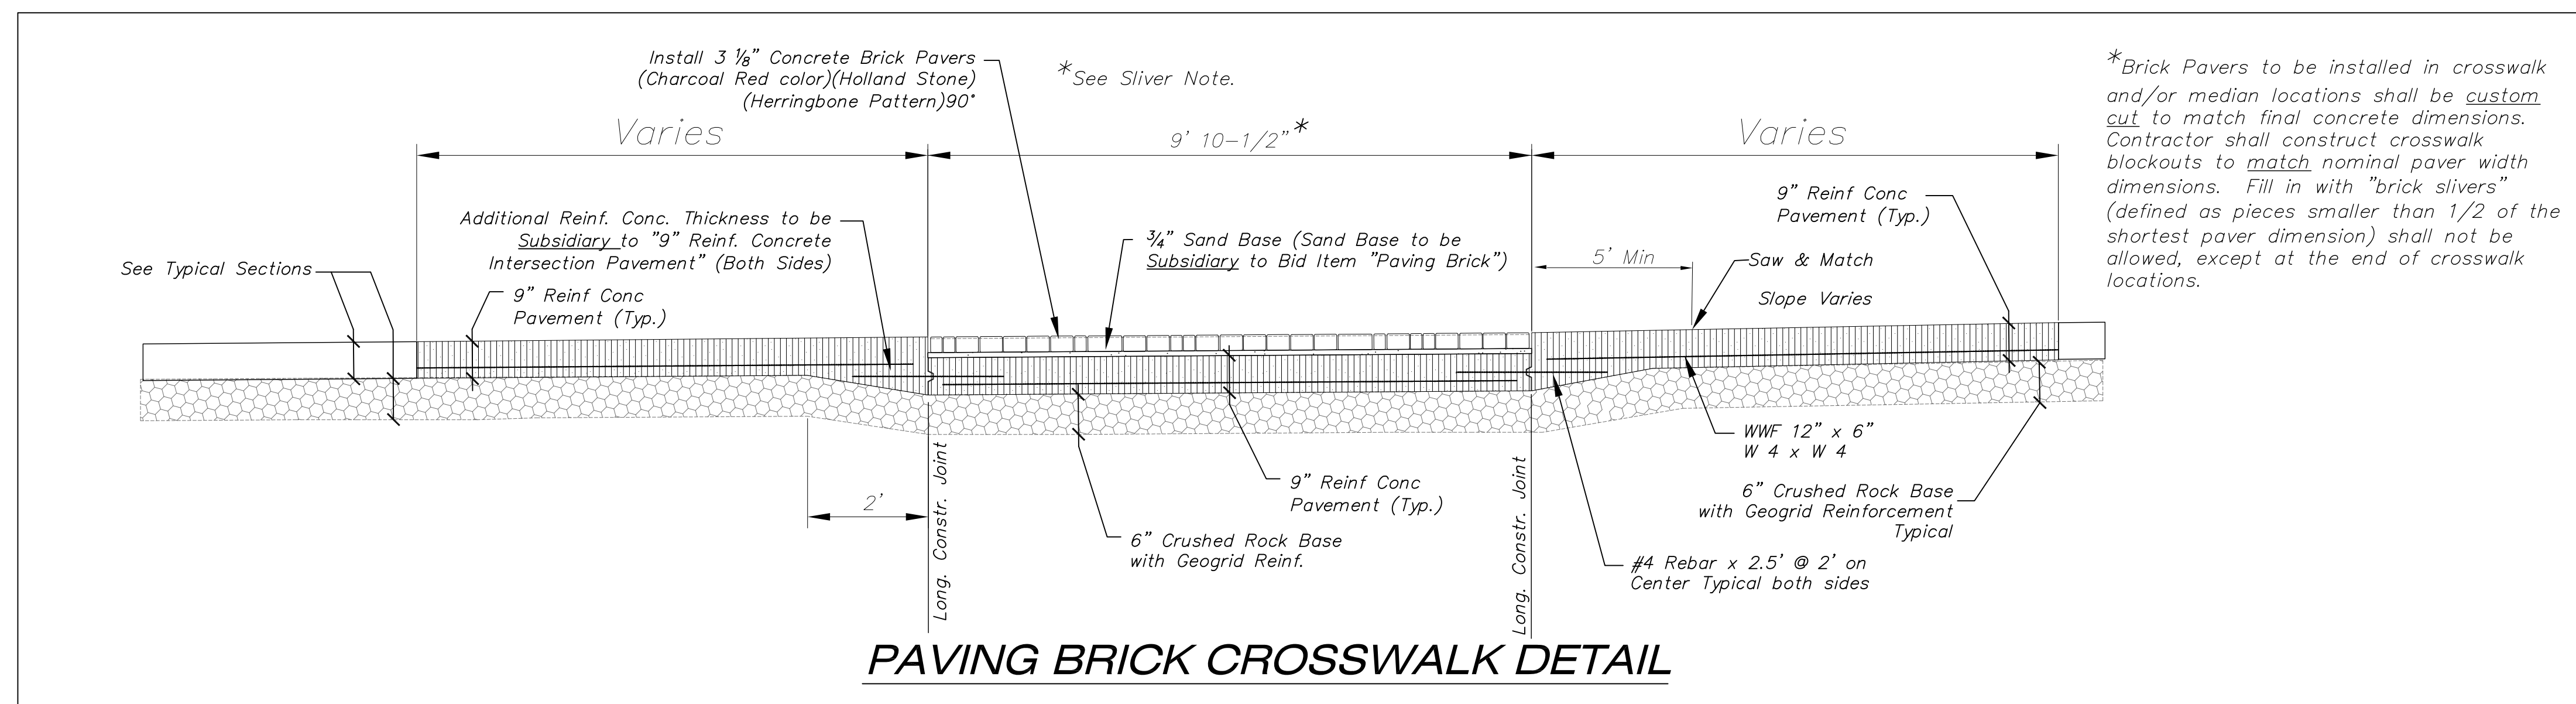 Install 3 ⅛" Concrete Brick Pavers
(Charcoal Red color)(Holland Stone)
(Herringbone Pattern)90°
*See Sliver Note.
Varies
9' 10-1/2"*
Varies
*Brick Pavers to be installed in crosswalk
and/or median locations shall be custom
cut to match final concrete dimensions.
Contractor shall construct crosswalk
blockouts to match nominal paver width
dimensions. Fill in with "brick slivers"
(defined as pieces smaller than 1/2 of the
shortest paver dimension) shall not be
allowed, except at the end of crosswalk
locations.
See Typical Sections
Additional Reinf. Conc. Thickness to be
Subsidiary to "9" Reinf. Concrete
Intersection Pavement" (Both Sides)
9" Reinf Conc
Pavement (Typ.)
¾" Sand Base (Sand Base to be
Subsidiary to Bid Item "Paving Brick")
5' Min
9" Reinf Conc
Pavement (Typ.)
Saw & Match
Slope Varies
2'
Long. Constr. Joint
6" Crushed Rock Base
with Geogrid Reinf.
9" Reinf Conc
Pavement (Typ.)
Long. Constr. Joint
WWF 12" x 6"
W 4 x W 4
6" Crushed Rock Base
with Geogrid Reinforcement
Typical
#4 Rebar x 2.5' @ 2' on
Center Typical both sides
PAVING BRICK CROSSWALK DETAIL